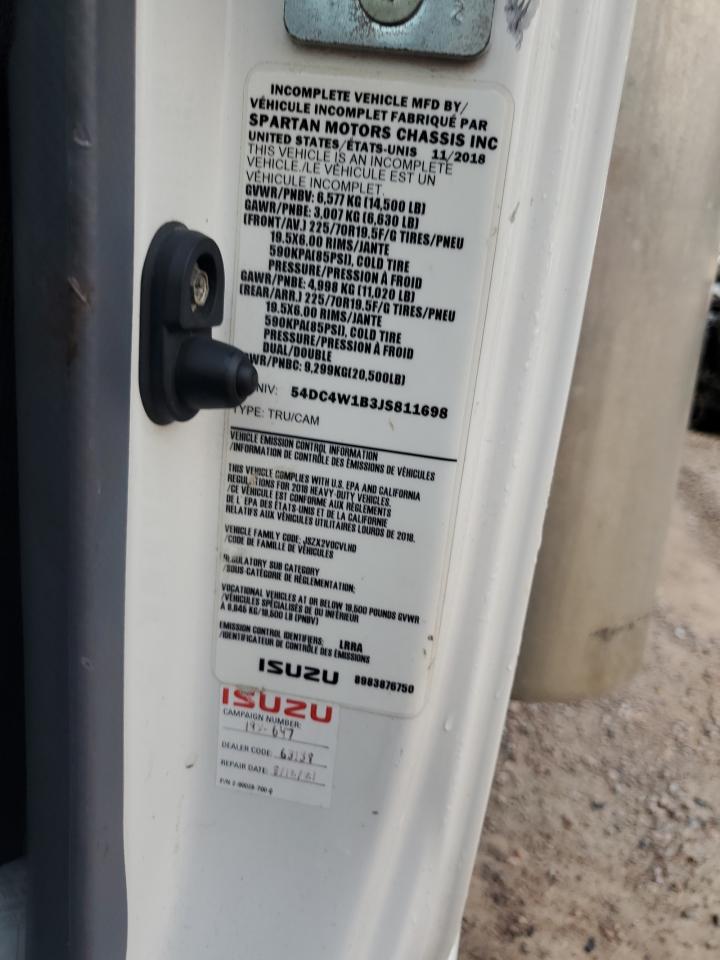 INCOMPLETE VEHICLE MFD BY/
VÉHICULE INCOMPLET FABRIQUÉ PAR
SPARTAN MOTORS CHASSIS INC
UNITED STATES/ÉTATS-UNIS 11/2018
THIS VEHICLE IS AN INCOMPLETE
VEHICLE./LE VÉHICULE EST UN
VÉHICULE INCOMPLET.
GVWR/PNBV: 6,577 KG (14,500 LB)
GAWR/PNBE: 3,007 KG (6,630 LB)
(FRONT/AV.) 225/70R19.5F/G TIRES/PNEU
19.5X6.00 RIMS/JANTE
590KPA(85PSI), COLD TIRE
PRESSURE/PRESSION À FROID
GAWR/PNBE: 4,998 KG (11,020 LB)
(REAR/ARR.) 225/70R19.5F/G TIRES/PNEU
19.5X6.00 RIMS/JANTE
590KPA(85PSI), COLD TIRE
PRESSURE/PRESSION À FROID
DUAL/DOUBLE
WR/PNBC: 9,299KG(20,500LB)
NIV: 54DC4W1B3JS811698
TYPE: TRU/CAM
VEHICLE EMISSION CONTROL INFORMATION
/INFORMATION DE CONTRÔLE DES ÉMISSIONS DE VÉHICULES
THIS VEHICLE COMPLIES WITH U.S. EPA AND CALIFORNIA
REGULATIONS FOR 2018 HEAVY-DUTY VEHICLES.
/CE VÉHICULE EST CONFORME AUX RÈGLEMENTS
DE L EPA DES ÉTATS-UNIS ET DE LA CALIFORNIE
RELATIFS AUX VÉHICULES UTILITAIRES LOURDS DE 2018.
VEHICLE FAMILY CODE: JSZX2VOCVLHD
/CODE DE FAMILLE DE VÉHICULES
REGULATORY SUB CATEGORY
/SOUS-CATÉGORIE DE RÉGLEMENTATION:
VOCATIONAL VEHICLES AT OR BELOW 19,500 POUNDS GVWR
/VÉHICULES SPÉCIALISÉS DE OU INFÉRIEUR
À 8,845 KG/19,500 LB (PNBV)
EMISSION CONTROL IDENTIFIERS: LRRA
/IDENTIFICATEUR DE CONTRÔLE DES ÉMISSIONS
ISUZU 8983876750
ISUZU
CAMPAIGN NUMBER:
19V-647
DEALER CODE: 63138
REPAIR DATE: